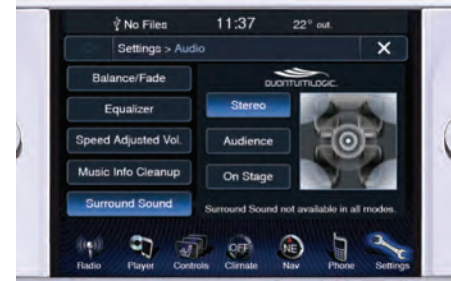 No Files 11:37 22° out.
Settings > Audio X
Balance/Fade
Equalizer
Speed Adjusted Vol.
Music Info Cleanup
Surround Sound
QUANTUMLOGIC
Stereo
Audience
On Stage
Surround Sound not available in all modes.
OFF NE
Radio Player Controls Climate Nav Phone Settings